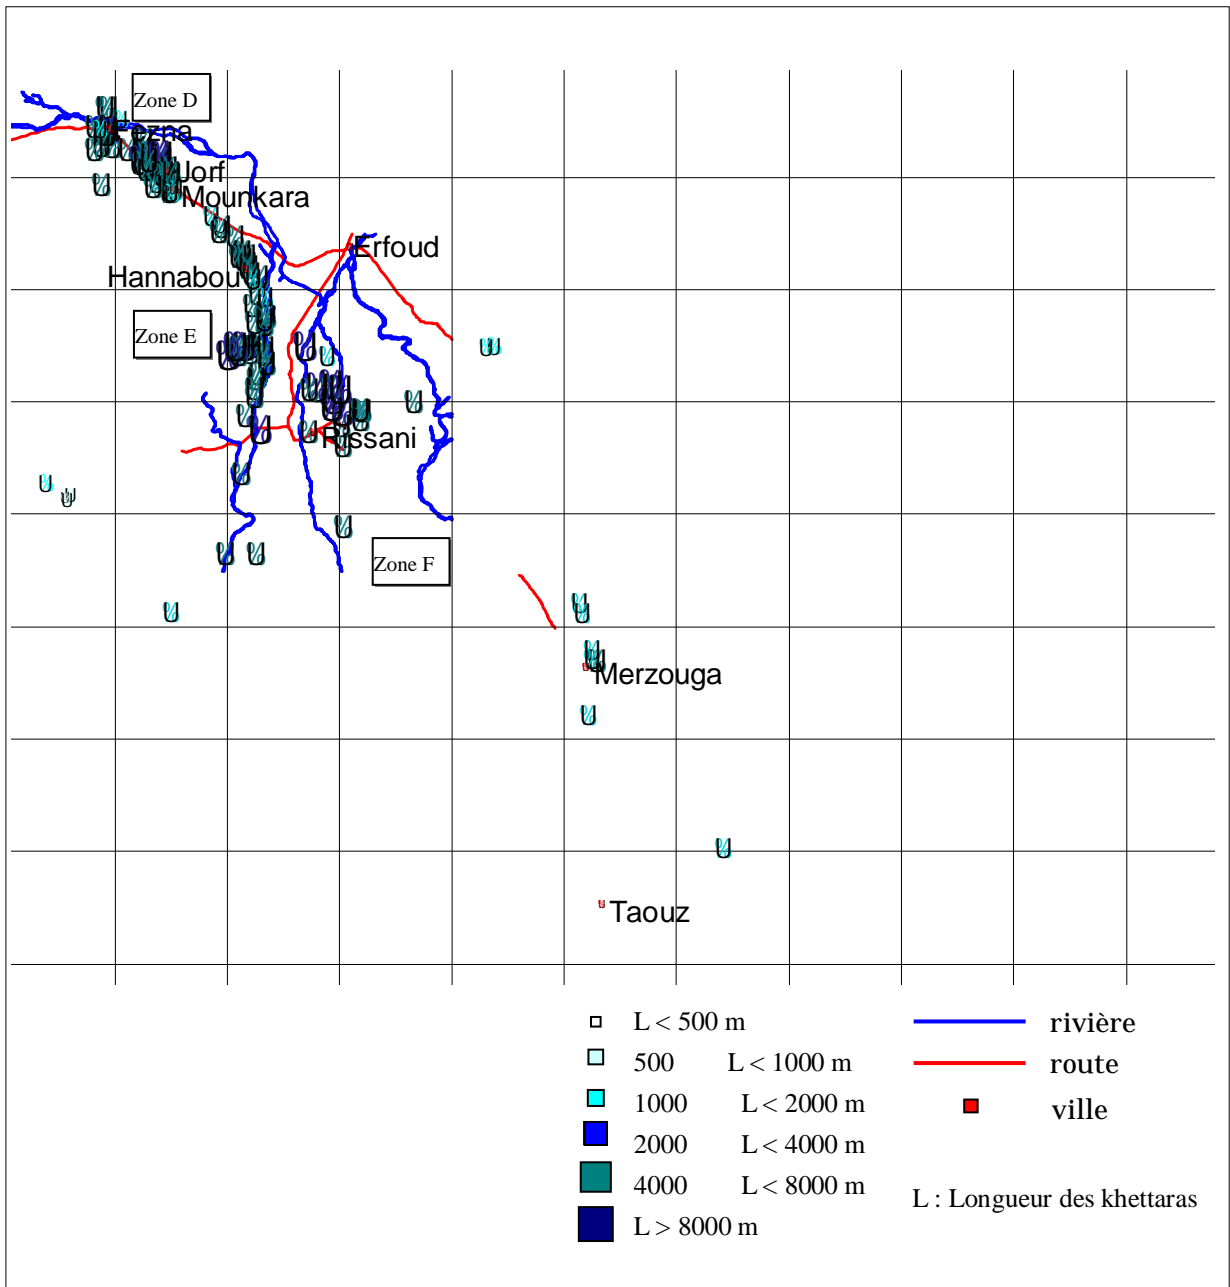 Zone D
Fezna
Jorf
Mounkara
Erfoud
Hannabou
Zone E
Rissani
Zone F
Merzouga
Taouz
L < 500 m
500 L < 1000 m
1000 L < 2000 m
2000 L < 4000 m
4000 L < 8000 m
L > 8000 m
rivière
route
ville
L : Longueur des khettaras